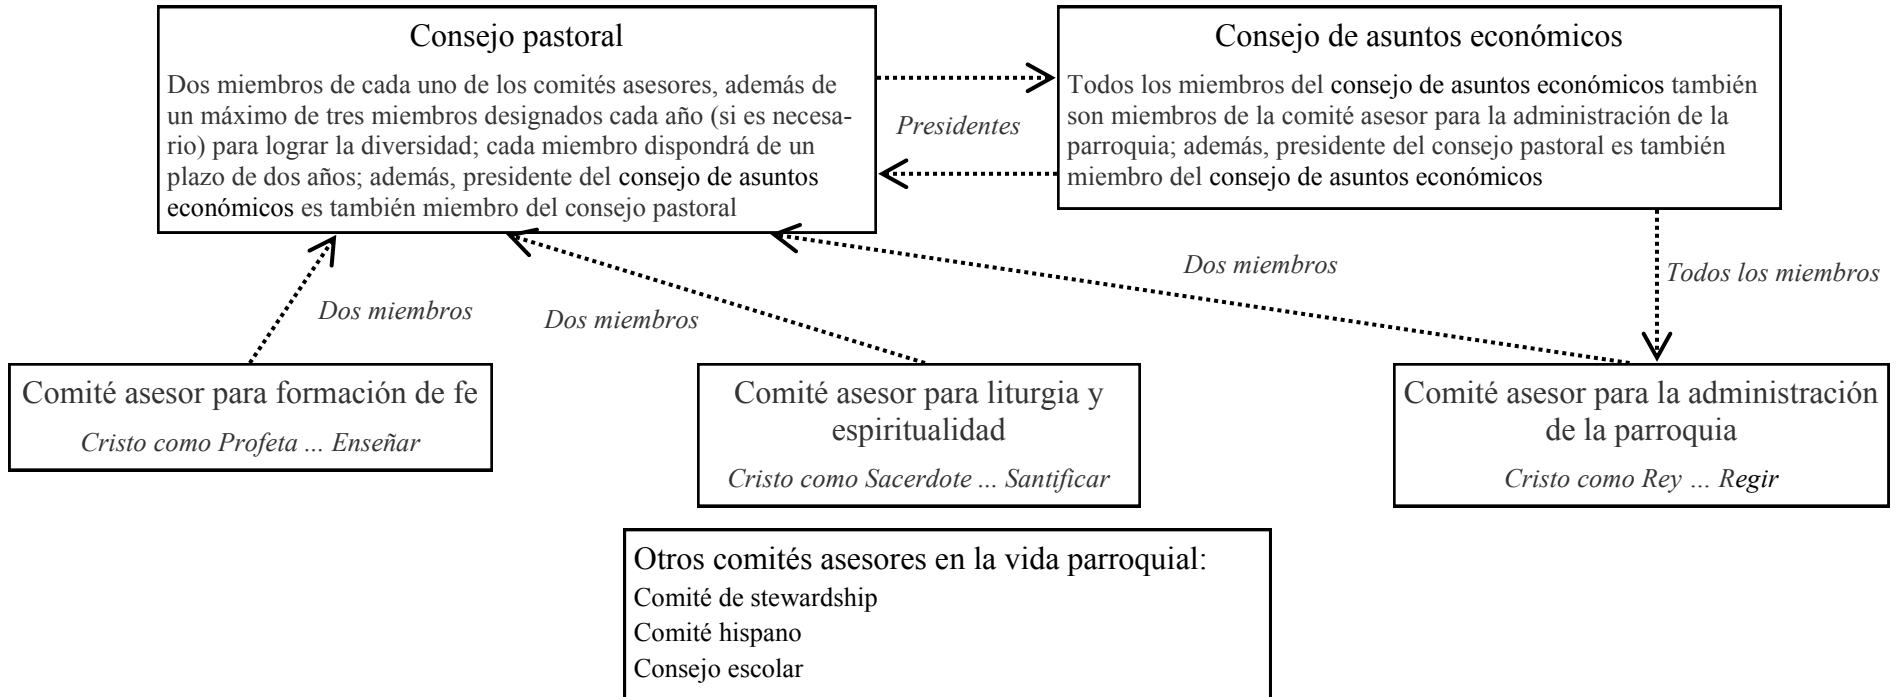 Consejo pastoral
Dos miembros de cada uno de los comités asesores, además de
un máximo de tres miembros designados cada año (si es necesa-
rio) para lograr la diversidad; cada miembro dispondrá de un
plazo de dos años; además, presidente del consejo de asuntos
económicos es también miembro del consejo pastoral
Presidentes
Consejo de asuntos económicos
Todos los miembros del consejo de asuntos económicos también
son miembros de la comité asesor para la administración de la
parroquia; además, presidente del consejo pastoral es también
miembro del consejo de asuntos económicos
Dos miembros
Dos miembros
Dos miembros
Todos los miembros
Comité asesor para formación de fe
Cristo como Profeta ... Enseñar
Comité asesor para liturgia y
espiritualidad
Cristo como Sacerdote ... Santificar
Comité asesor para la administración
de la parroquia
Cristo como Rey ... Regir
Otros comités asesores en la vida parroquial:
Comité de stewardship
Comité hispano
Consejo escolar